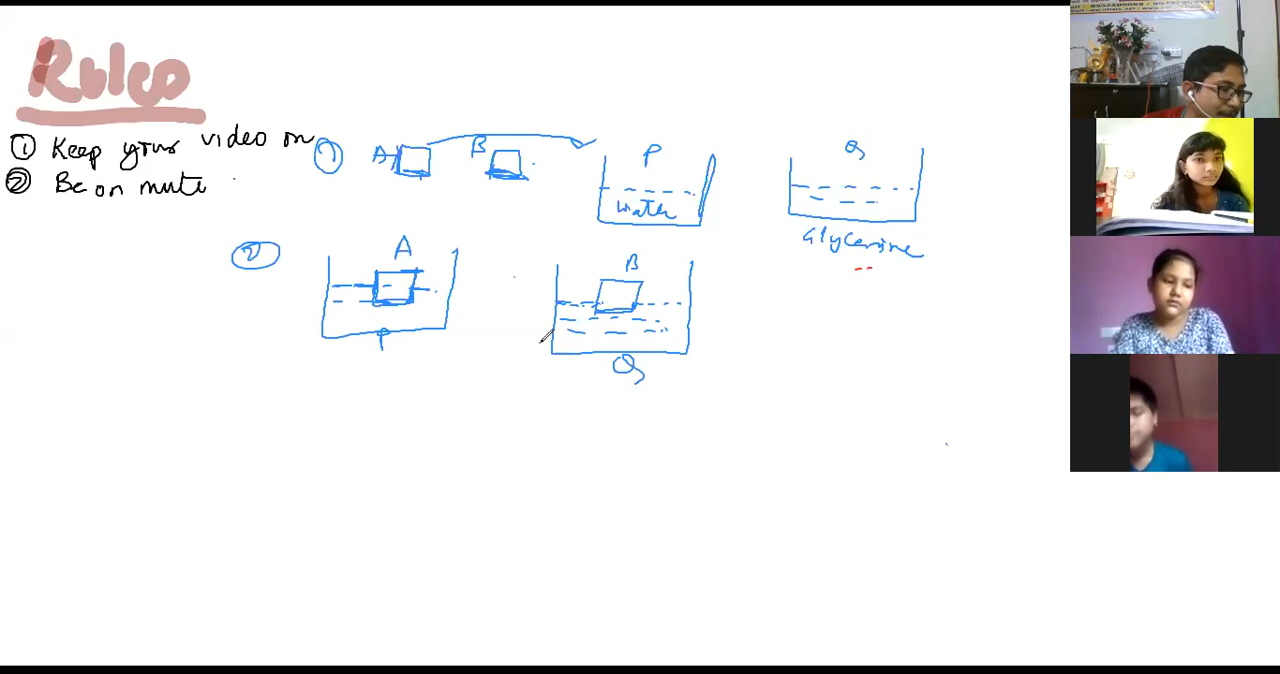 Rules
① Keep your video on
② Be on mute
① A B P Q
water
Glycerine
② A B
P Q